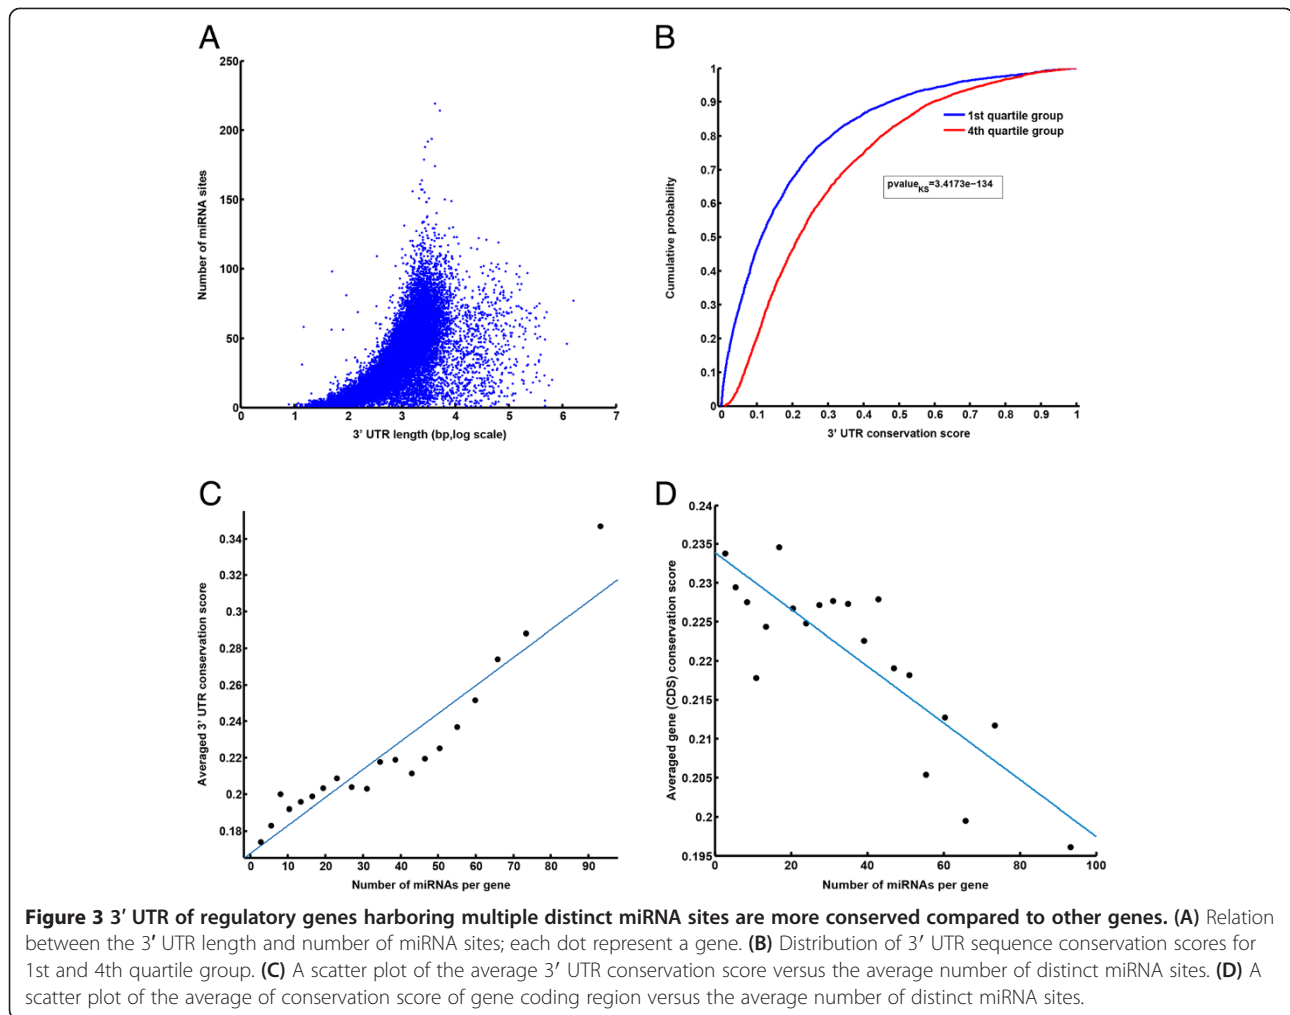 A
250
200
150
100
50
0
Number of miRNA sites
0 1 2 3 4 5 6 7
3′ UTR length (bp,log scale)
B
1
0.9
0.8
0.7
0.6
0.5
0.4
0.3
0.2
0.1
0
Cumulative probability
1st quartile group
4th quartile group
pvalueKS=3.4173e−134
0 0.1 0.2 0.3 0.4 0.5 0.6 0.7 0.8 0.9 1
3′ UTR conservation score
C
0.34
0.32
0.3
0.28
0.26
0.24
0.22
0.2
0.18
Averaged 3′ UTR conservation score
0 10 20 30 40 50 60 70 80 90
Number of miRNAs per gene
D
0.24
0.235
0.23
0.225
0.22
0.215
0.21
0.205
0.2
0.195
Averaged gene (CDS) conservation score
0 20 40 60 80 100
Number of miRNAs per gene
Figure 3 3′ UTR of regulatory genes harboring multiple distinct miRNA sites are more conserved compared to other genes. (A) Relation
between the 3′ UTR length and number of miRNA sites; each dot represent a gene. (B) Distribution of 3′ UTR sequence conservation scores for
1st and 4th quartile group. (C) A scatter plot of the average 3′ UTR conservation score versus the average number of distinct miRNA sites. (D) A
scatter plot of the average of conservation score of gene coding region versus the average number of distinct miRNA sites.